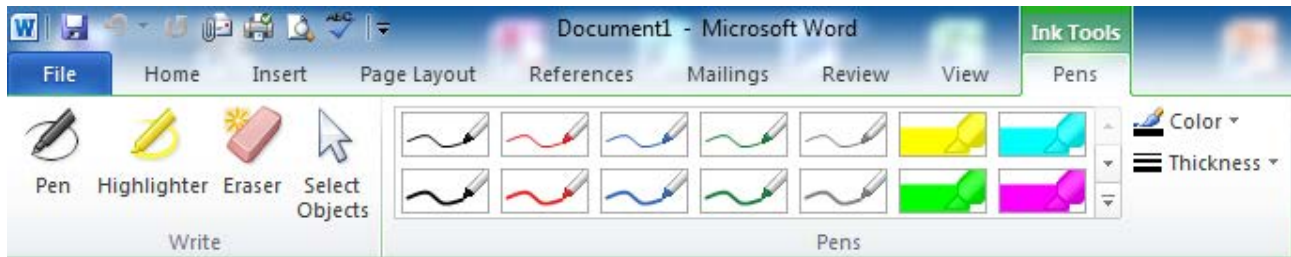 W ABC Document1 - Microsoft Word Ink Tools
File Home Insert Page Layout References Mailings Review View Pens
Color
Thickness
Pen Highlighter Eraser Select Objects
Write Pens